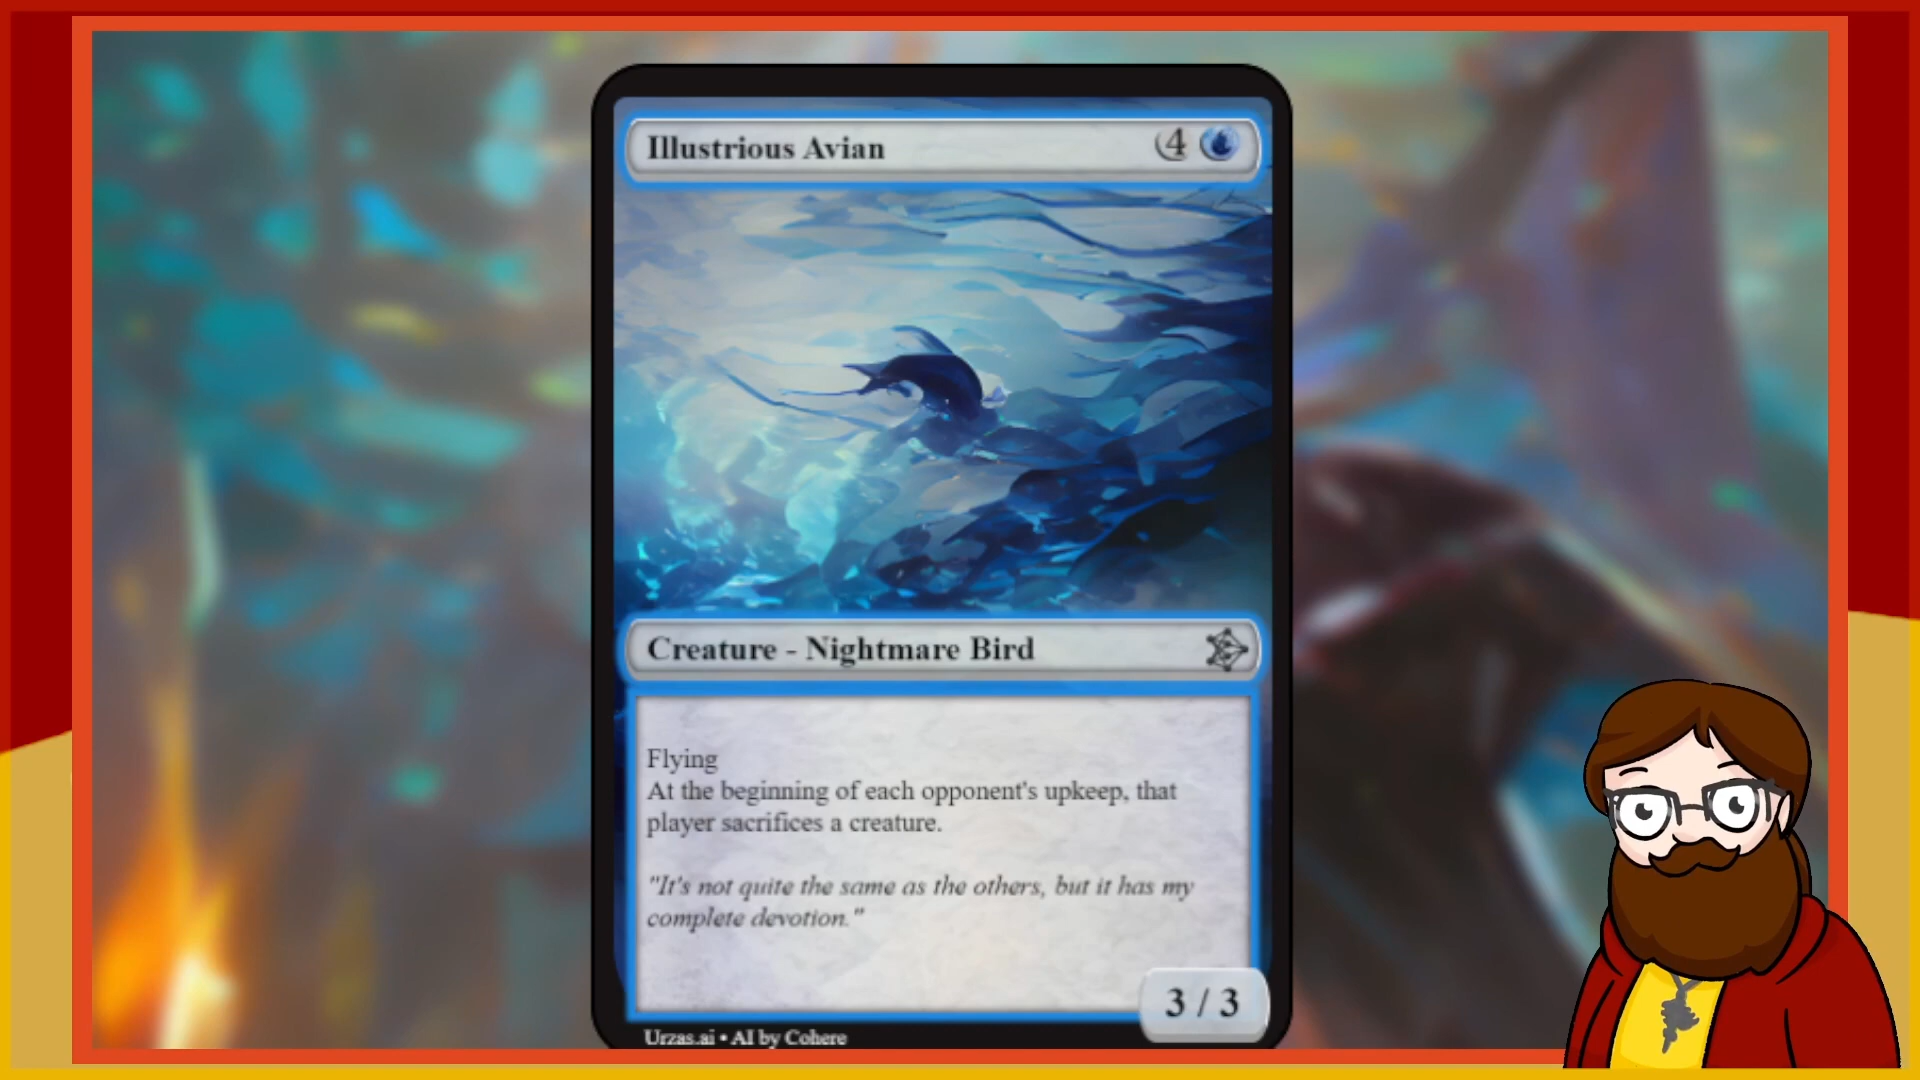 Illustrious Avian
4
Creature - Nightmare Bird
Flying
At the beginning of each opponent's upkeep, that
player sacrifices a creature.
"It's not quite the same as the others, but it has my
complete devotion."
3 / 3
Urzas.ai • AI by Cohere